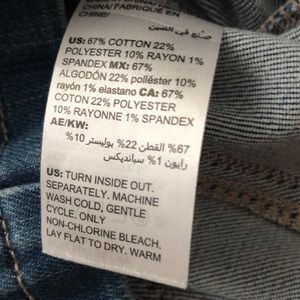 CHINA/ FABRIQUÉ EN
CHINE/
صنع في الصين
US: 67% COTTON 22%
POLYESTER 10% RAYON 1%
SPANDEX MX: 67%
ALGODÓN 22% poliéster 10%
rayón 1% elastano CA: 67%
COTON 22% POLYESTER
10% RAYONNE 1% SPANDEX
AE/KW:
67% القطن 22% بوليستر 10%
رايون 1% سبانديكس
US: TURN INSIDE OUT.
SEPARATELY. MACHINE
WASH COLD, GENTLE
CYCLE. ONLY
NON-CHLORINE BLEACH.
LAY FLAT TO DRY. WARM